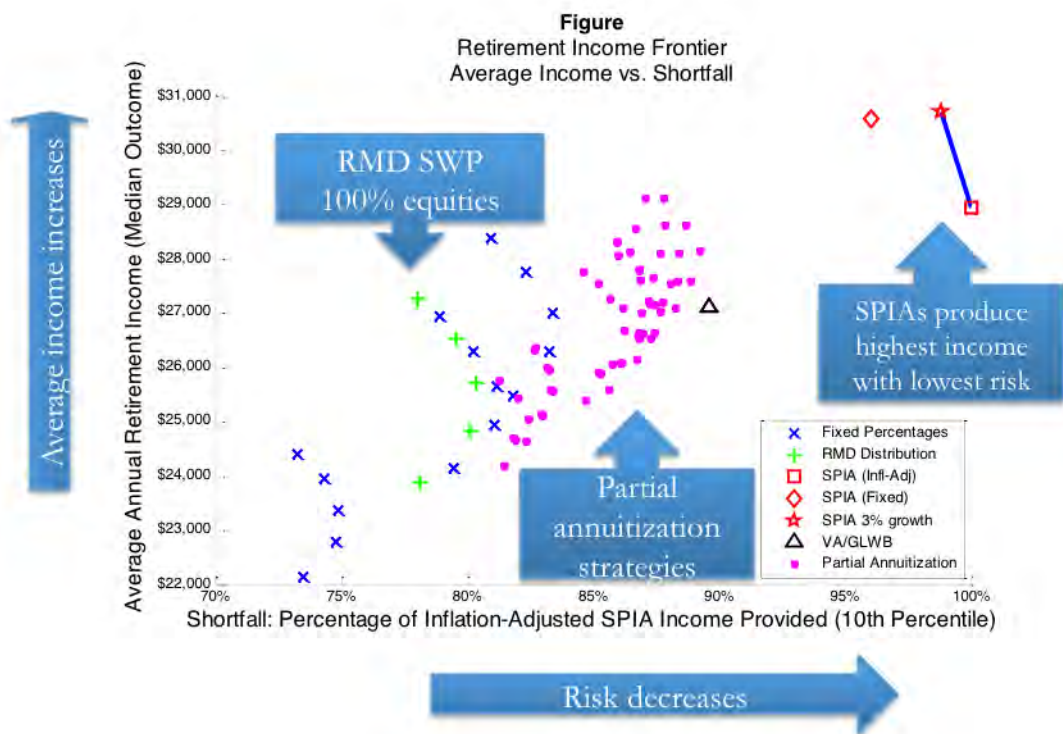 Figure
Retirement Income Frontier
Average Income vs. Shortfall
Average income increases
Average Annual Retirement Income (Median Outcome)
$31,000
$30,000
$29,000
$28,000
$27,000
$26,000
$25,000
$24,000
$23,000
$22,000
RMD SWP
100% equities
SPIAs produce
highest income
with lowest risk
Partial
annuitization
strategies
Fixed Percentages
RMD Distribution
SPIA (Infl-Adj)
SPIA (Fixed)
SPIA 3% growth
VA/GLWB
Partial Annuitization
70% 75% 80% 85% 90% 95% 100%
Shortfall: Percentage of Inflation-Adjusted SPIA Income Provided (10th Percentile)
Risk decreases